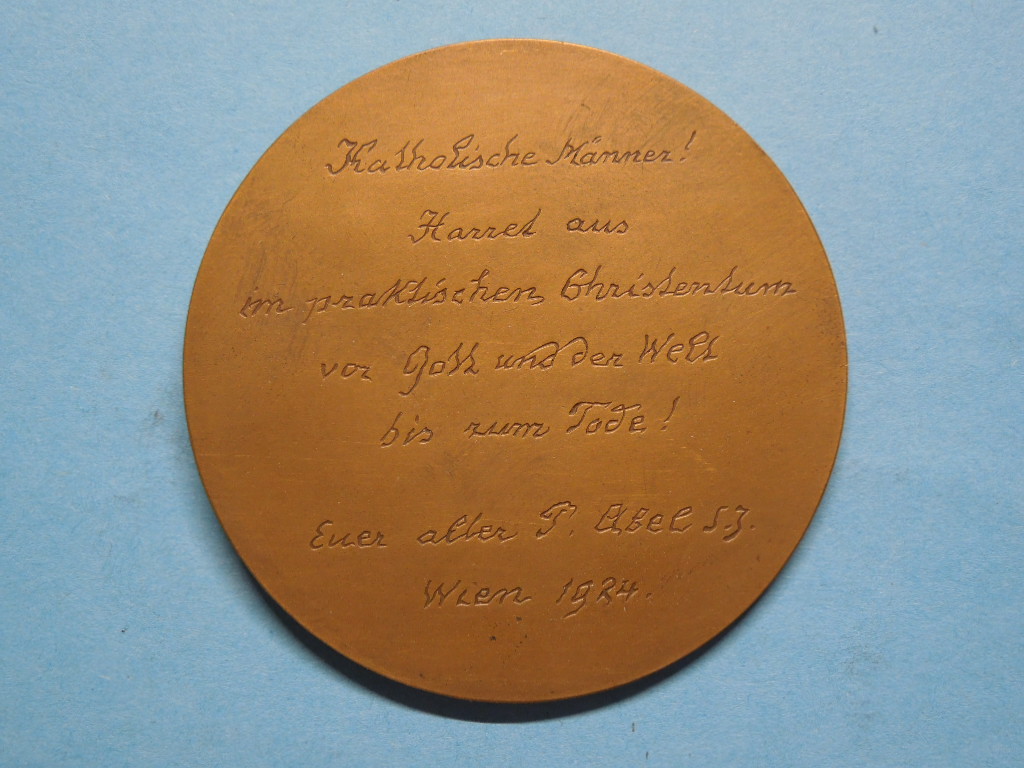 Katholische Männer!
Harret aus
im praktischen Christentum
vor Gott und der Welt
bis zum Tode!
Euer alter P. Abel S.J.
Wien 1924.